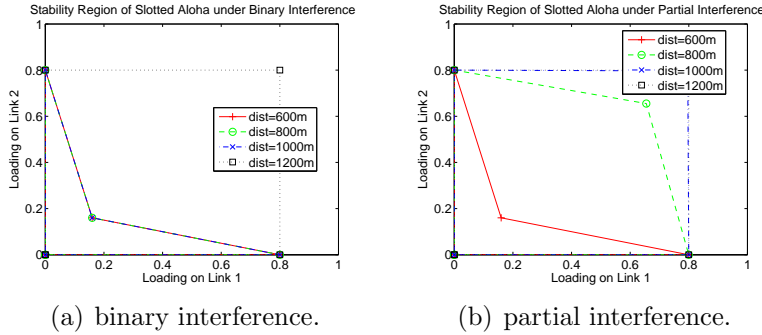 Stability Region of Slotted Aloha under Binary Interference
1
0.8
0.6
0.4
0.2
0
Loading on Link 2
dist=600m
dist=800m
dist=1000m
dist=1200m
0 0.2 0.4 0.6 0.8 1
Loading on Link 1
(a) binary interference.
Stability Region of Slotted Aloha under Partial Interference
1
0.8
0.6
0.4
0.2
0
Loading on Link 2
dist=600m
dist=800m
dist=1000m
dist=1200m
0 0.2 0.4 0.6 0.8 1
Loading on Link 1
(b) partial interference.